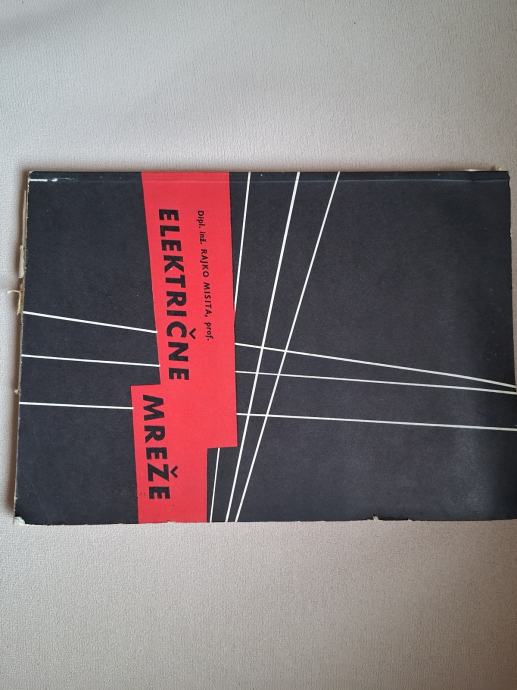 Dipl. inž. RAJKO MISITA, prof.
ELEKTRIČNE
MREŽE